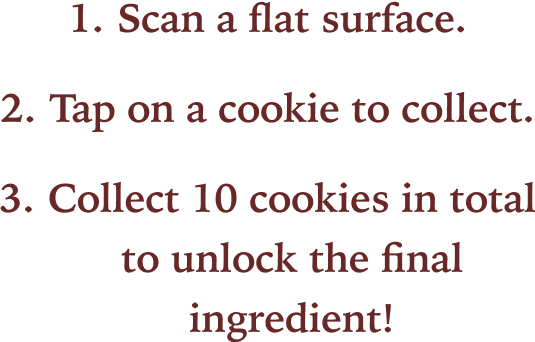 1. Scan a flat surface.
2. Tap on a cookie to collect.
3. Collect 10 cookies in total
to unlock the final
ingredient!